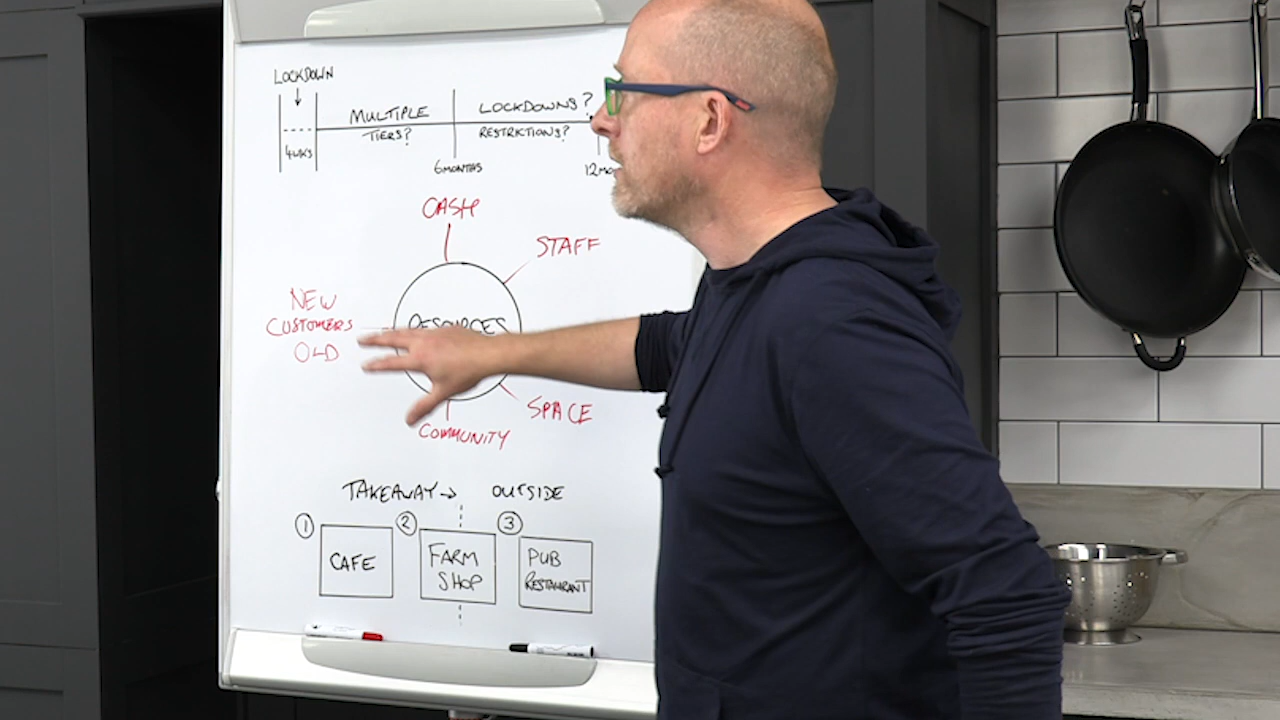 LOCKDOWN
MULTIPLE LOCKDOWNS?
TIERS? RESTRICTIONS?
4WKS
6MONTHS
CASH
STAFF
NEW
CUSTOMERS
OLD
RESOURCES
SPACE
COMMUNITY
TAKEAWAY → OUTSIDE
① ② ③
CAFE
FARM
SHOP
PUB
RESTAURANT